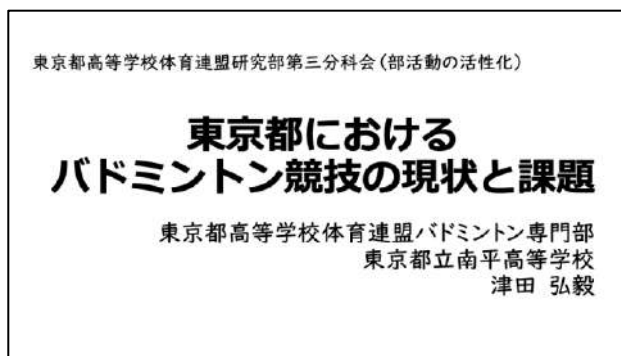 東京都高等学校体育連盟研究部第三分科会(部活動の活性化)
東京都における
バドミントン競技の現状と課題
東京都高等学校体育連盟バドミントン専門部
東京都立南平高等学校
津田 弘毅